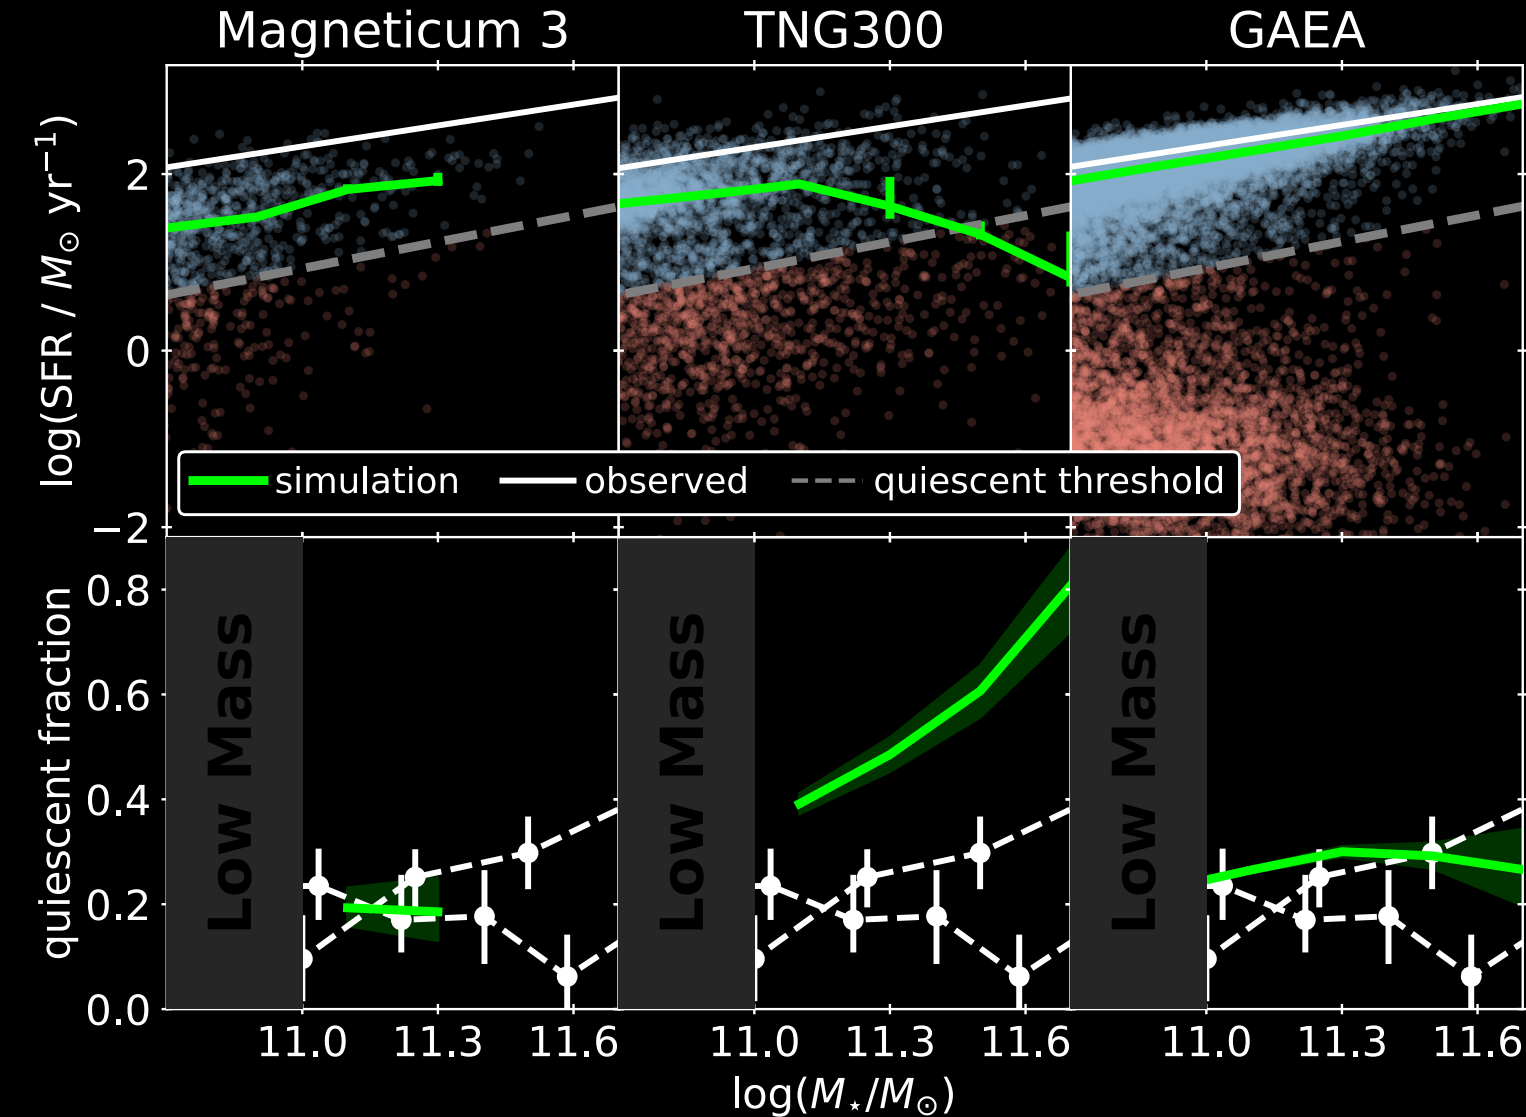 Magneticum 3 TNG300 GAEA
log(SFR / M⊙ yr⁻¹)
2
0
−2
simulation observed quiescent threshold
quiescent fraction
0.8
0.6
0.4
0.2
0.0
Low Mass Low Mass Low Mass
11.0 11.3 11.6 11.0 11.3 11.6 11.0 11.3 11.6
log(M⋆/M⊙)